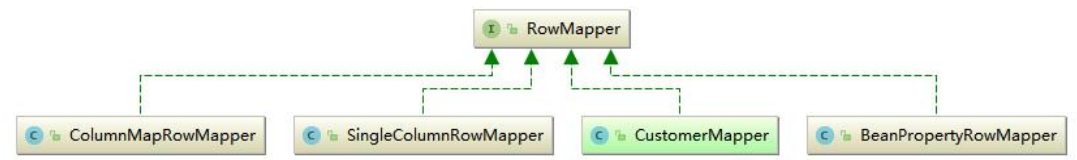 I RowMapper
C ColumnMapRowMapper
C SingleColumnRowMapper
C CustomerMapper
C BeanPropertyRowMapper